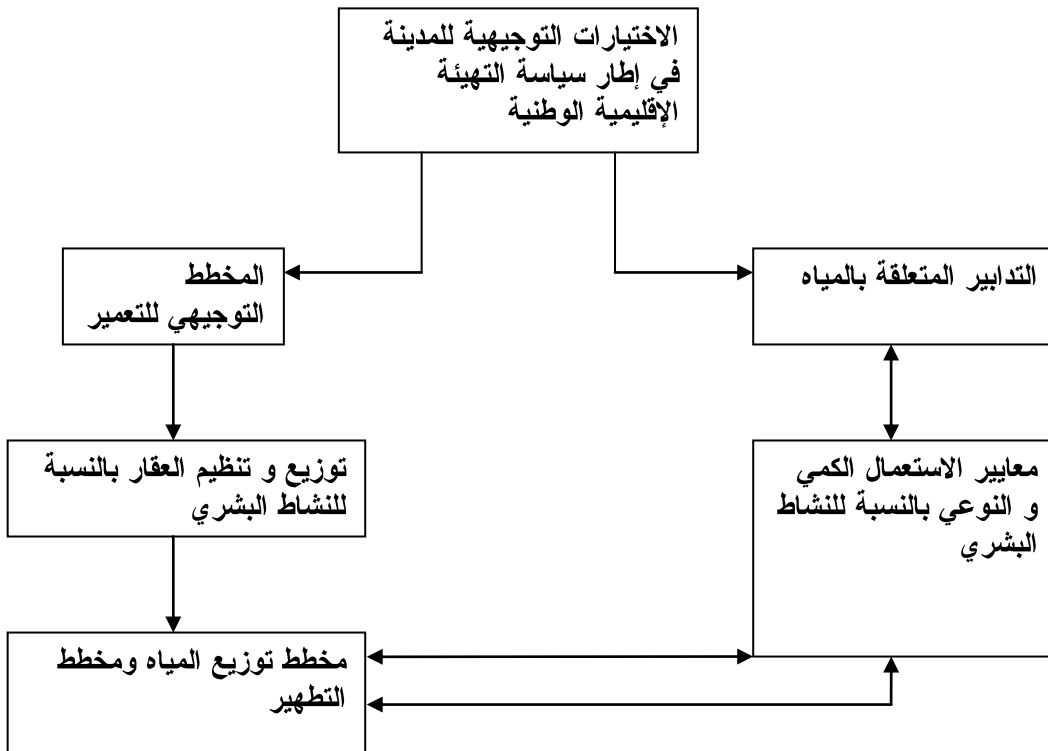 الاختيارات التوجيهية للمدينة
في إطار سياسة التهيئة
الإقليمية الوطنية
التدابير المتعلقة بالمياه
المخطط
التوجيهي للتعمير
معايير الاستعمال الكمي
و النوعي بالنسبة للنشاط
البشري
توزيع و تنظيم العقار بالنسبة
للنشاط البشري
مخطط توزيع المياه ومخطط
التطهير